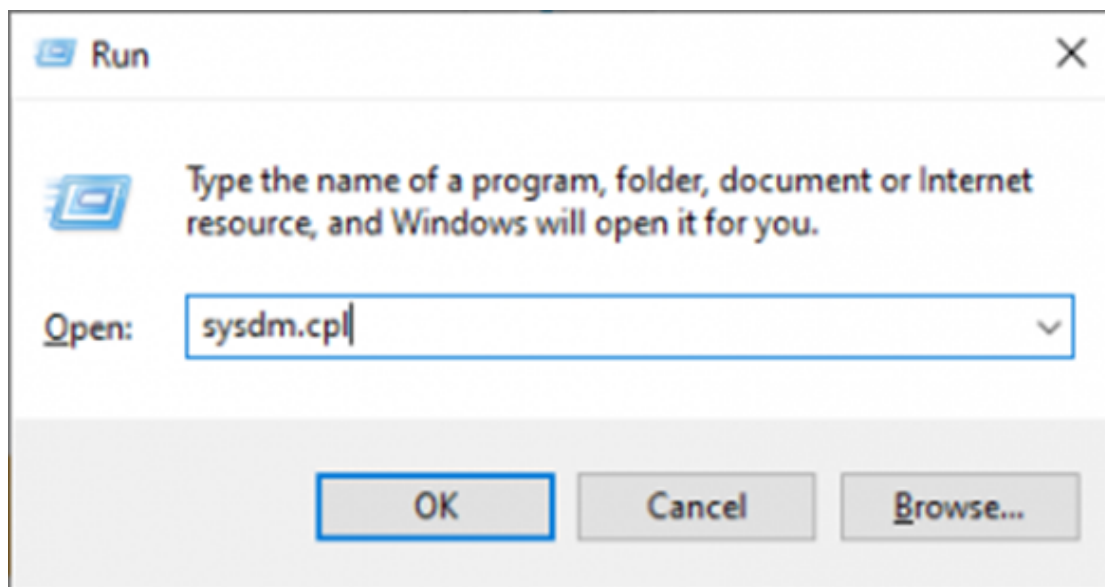 Run
Type the name of a program, folder, document or Internet
resource, and Windows will open it for you.
Open: sysdm.cpl
OK Cancel Browse...